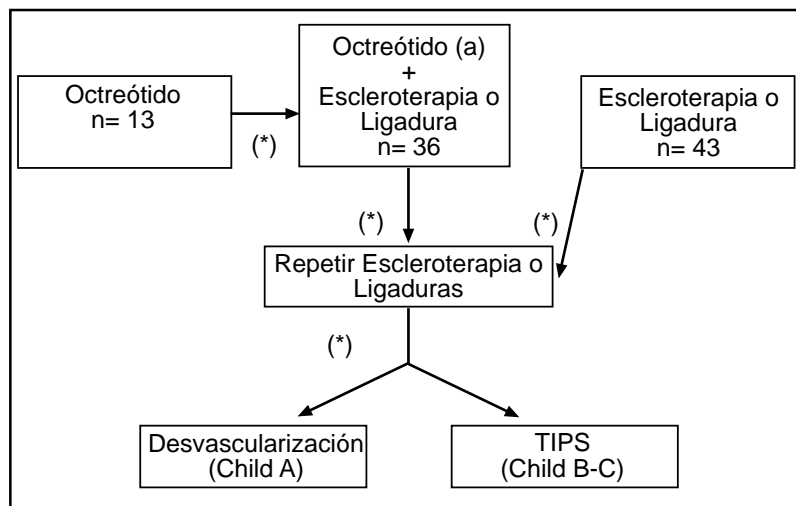 Octreótido
n= 13
(*)
Octreótido (a)
+
Escleroterapia o
Ligadura
n= 36
Escleroterapia o
Ligadura
n= 43
(*)
(*)
Repetir Escleroterapia o
Ligaduras
(*)
Desvascularización
(Child A)
TIPS
(Child B-C)